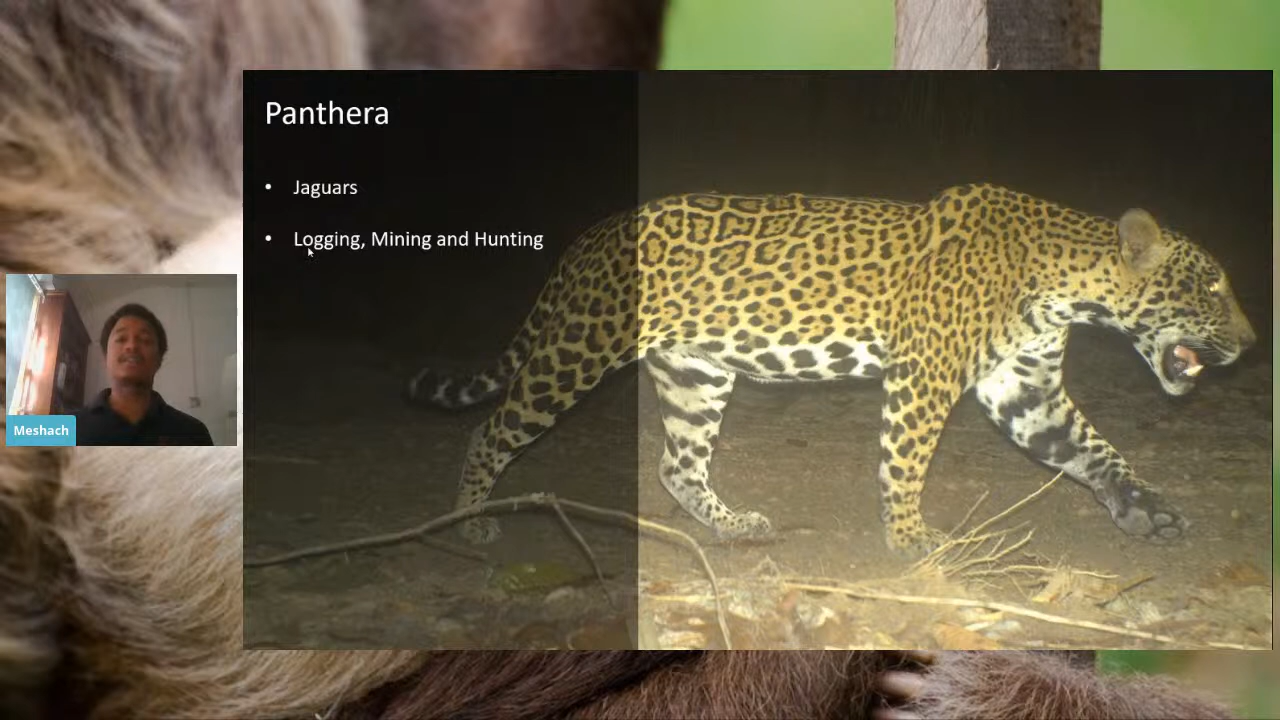 Panthera
• Jaguars
• Logging, Mining and Hunting
Meshach